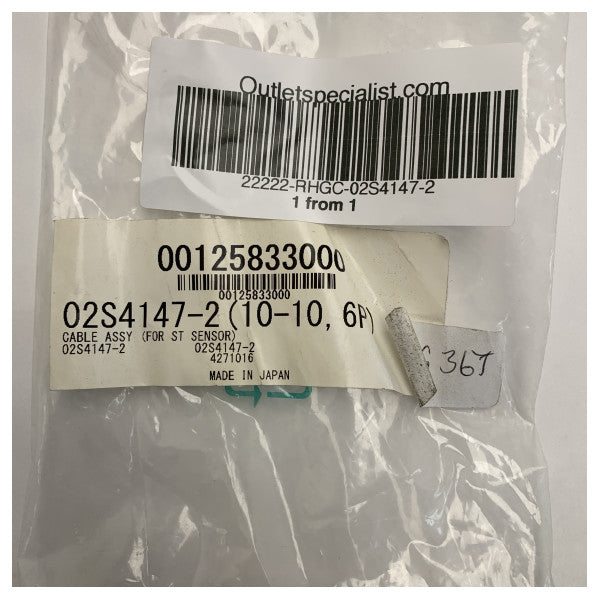 Outletspecialist.com
22222-RHGC-02S4147-2
1 from 1
00125833000
00125833000
02S4147-2(10-10, 6P)
CABLE ASSY (FOR ST SENSOR)
02S4147-2 02S4147-2
4271016
MADE IN JAPAN
36T